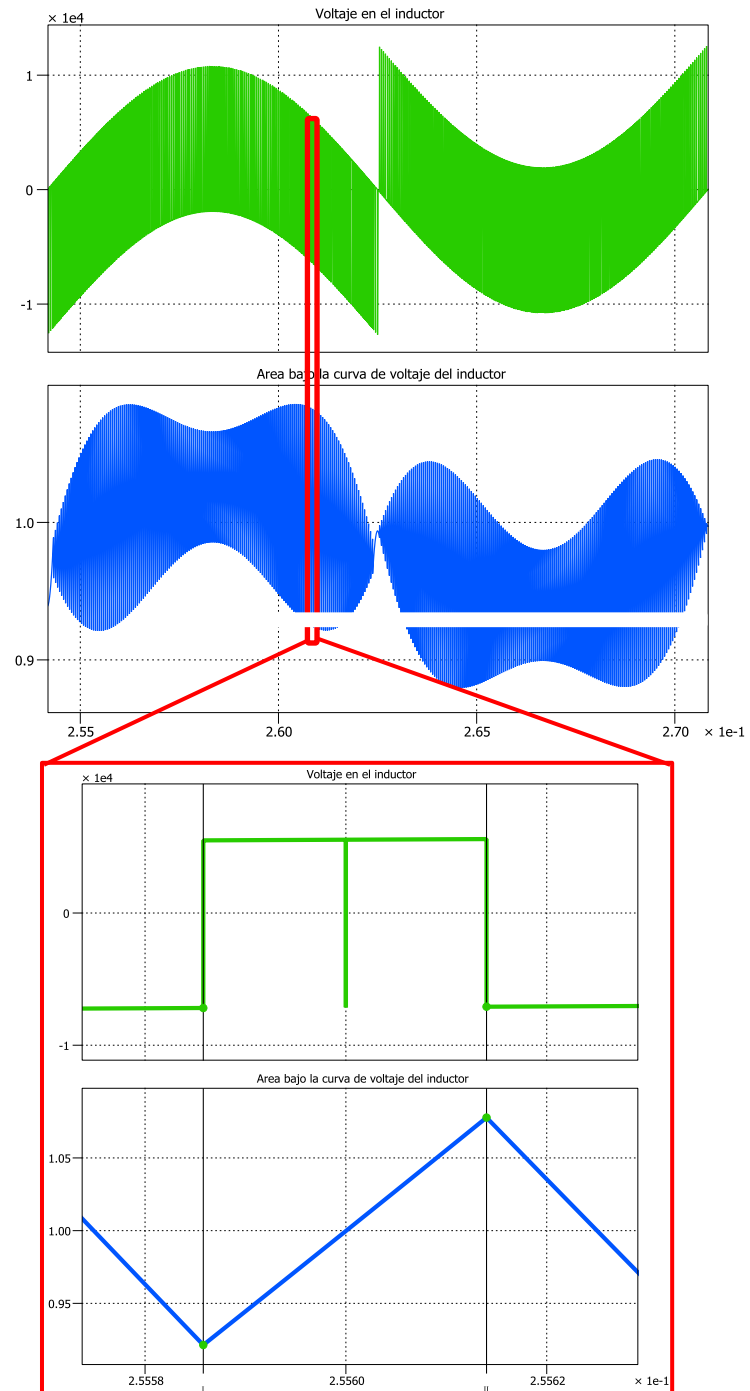 Voltaje en el inductor
× 1e4
1
0
-1
Area bajo la curva de voltaje del inductor
1.0
0.9
2.55 2.60 2.65 2.70 × 1e-1
Voltaje en el inductor
× 1e4
0
-1
Area bajo la curva de voltaje del inductor
1.05
1.00
0.95
2.5558 2.5560 2.5562 × 1e-1